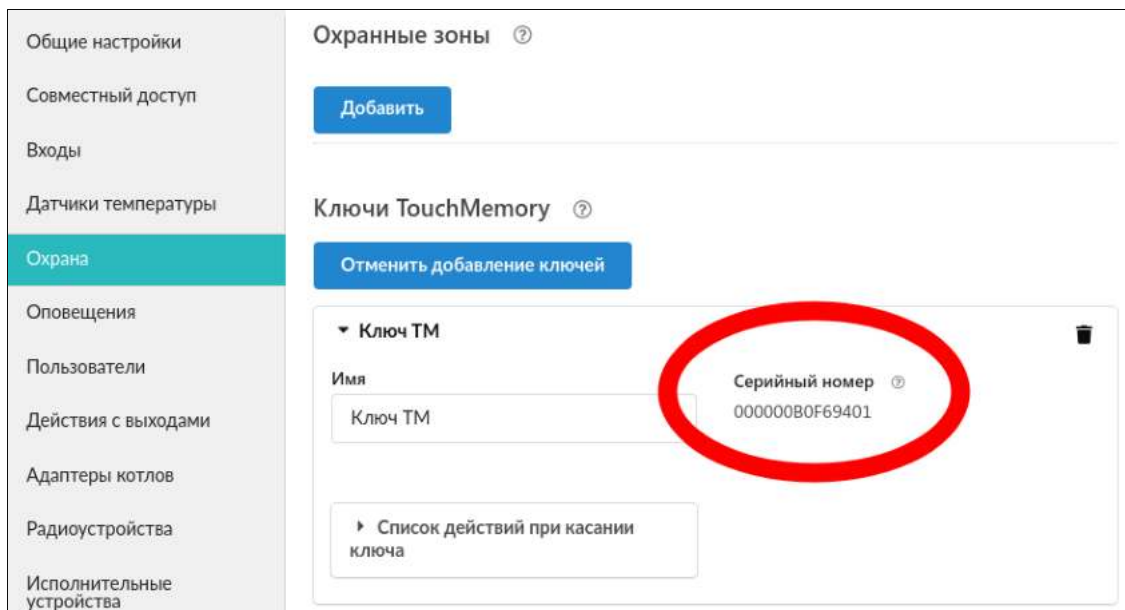 Общие настройки
Совместный доступ
Входы
Датчики температуры
Охрана
Оповещения
Пользователи
Действия с выходами
Адаптеры котлов
Радиоустройства
Исполнительные
устройства
Охранные зоны ?
Добавить
Ключи TouchMemory ?
Отменить добавление ключей
Ключ ТМ
Имя
Ключ ТМ
Серийный номер ?
000000B0F69401
Список действий при касании
ключа